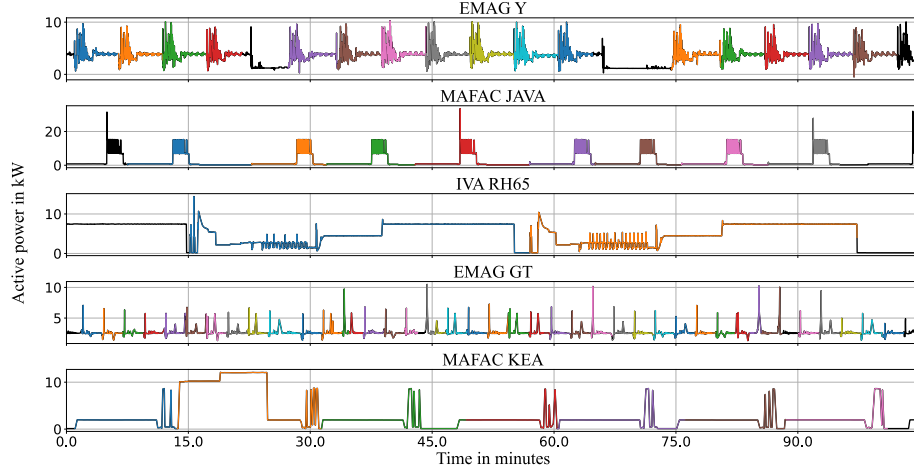 EMAG Y
10
0
MAFAC JAVA
20
0
IVA RH65
10
0
EMAG GT
10
5
MAFAC KEA
10
0
0.0 15.0 30.0 45.0 60.0 75.0 90.0
Time in minutes
Active power in kW